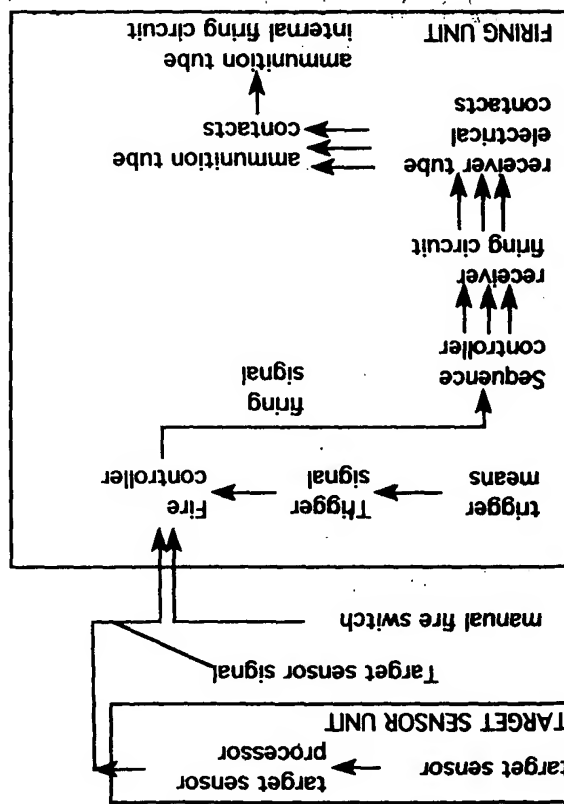 target sensor
target sensor
processor
TARGET SENSOR UNIT
Target sensor signal
manual fire switch
trigger
means
Trigger
signal
Fire
controller
firing
signal
Sequence
controller
receiver
firing circuit
receiver tube
electrical
contacts
ammunition tube
contacts
ammunition tube
internal firing circuit
FIRING UNIT